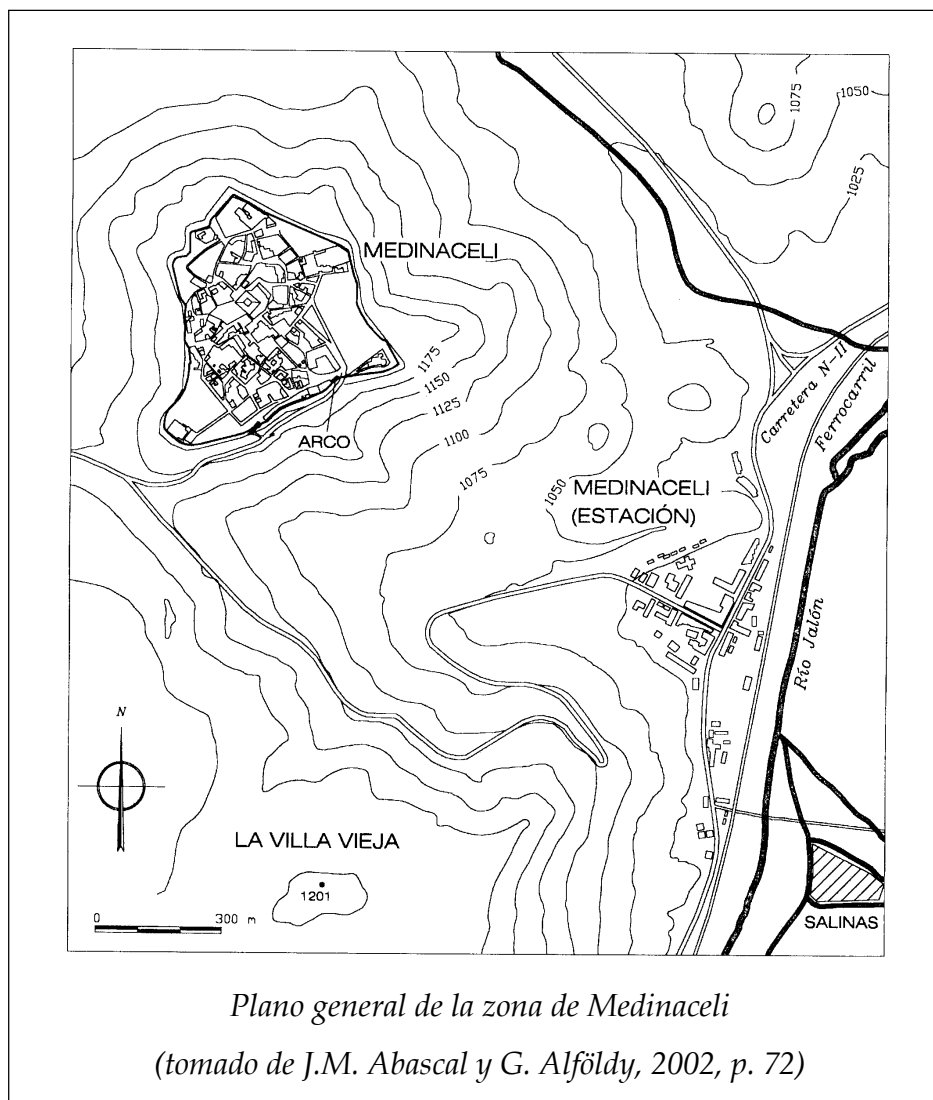 1075
1050
1025
MEDINACELI
1175
1150
1125
1100
1075
ARCO
Carretera N-II
Ferrocarril
1050
MEDINACELI
(ESTACIÓN)
Río Jalón
N
LA VILLA VIEJA
1201
0 300 m
SALINAS
Plano general de la zona de Medinaceli
(tomado de J.M. Abascal y G. Alföldy, 2002, p. 72)